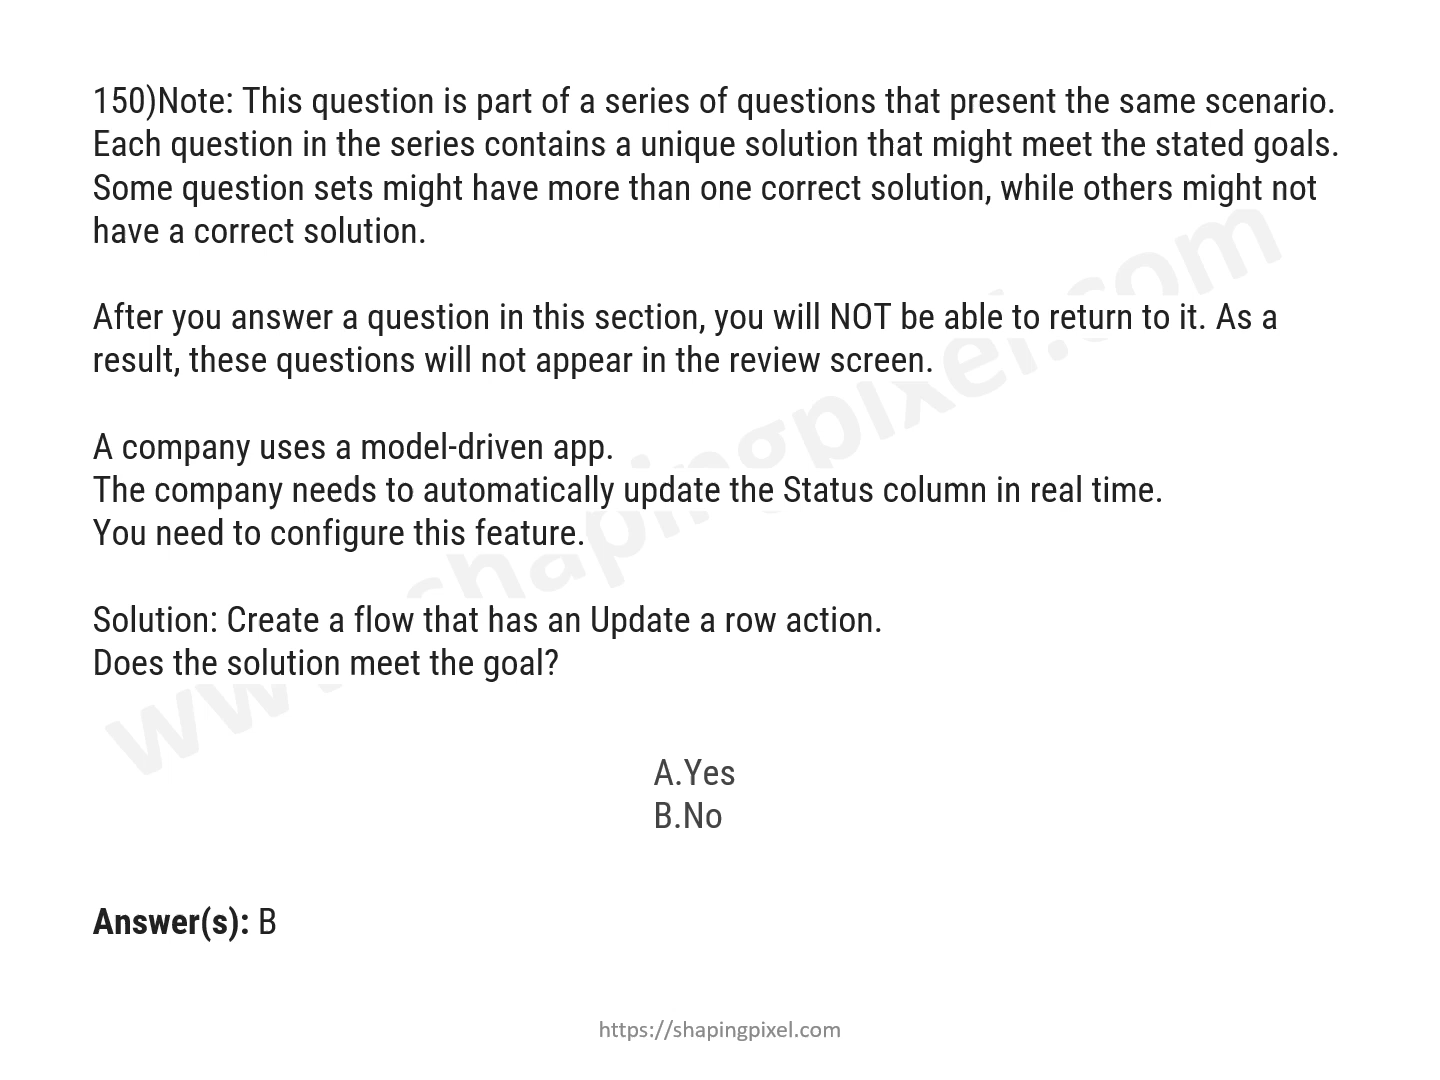 150)Note: This question is part of a series of questions that present the same scenario.
Each question in the series contains a unique solution that might meet the stated goals.
Some question sets might have more than one correct solution, while others might not
have a correct solution.
After you answer a question in this section, you will NOT be able to return to it. As a
result, these questions will not appear in the review screen.
A company uses a model-driven app.
The company needs to automatically update the Status column in real time.
You need to configure this feature.
Solution: Create a flow that has an Update a row action.
Does the solution meet the goal?
A.Yes
B.No
Answer(s): B
https://shapingpixel.com
www.shapingpixel.com